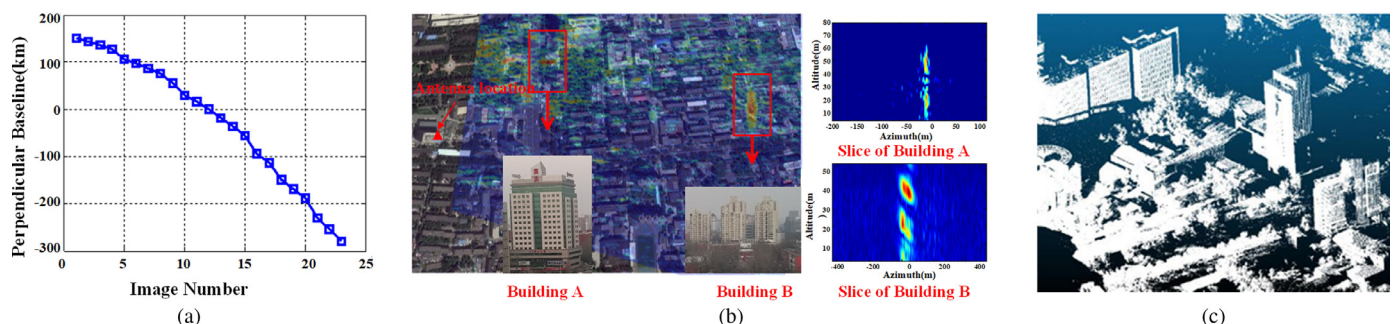 200
100
0
-100
-200
-300
0 5 10 15 20 25
Perpendicular Baseline(km)
Image Number
(a)
Antenna location
Building A
Building B
80
70
60
50
40
30
20
10
Altitude(m)
-200 -150 -100 -50 0 50 100
Azimuth(m)
Slice of Building A
50
40
30
20
10
Altitude(m
)
-400 -200 0 200 400
Azimuth(m)
Slice of Building B
(b)
(c)